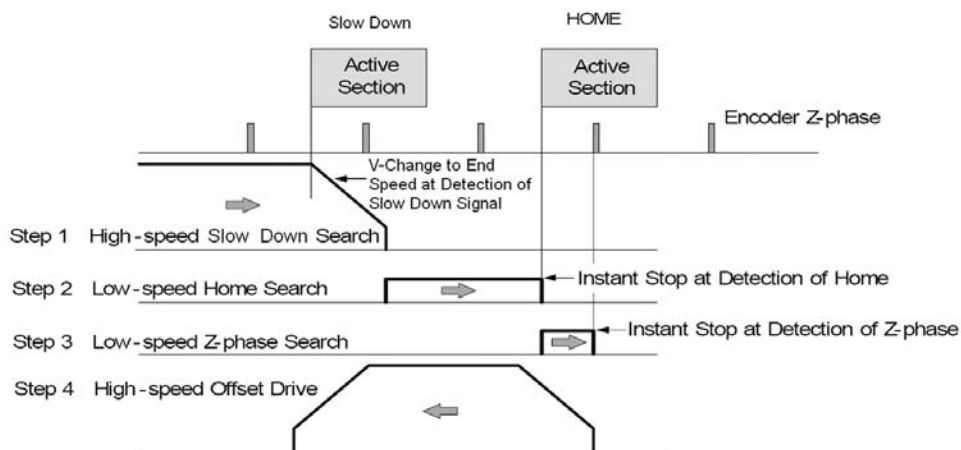 Slow Down
HOME
Active
Section
Active
Section
Encoder Z-phase
V-Change to End
Speed at Detection of
Slow Down Signal
Step 1 High-speed Slow Down Search
Step 2 Low-speed Home Search
Instant Stop at Detection of Home
Step 3 Low-speed Z-phase Search
Instant Stop at Detection of Z-phase
Step 4 High-speed Offset Drive